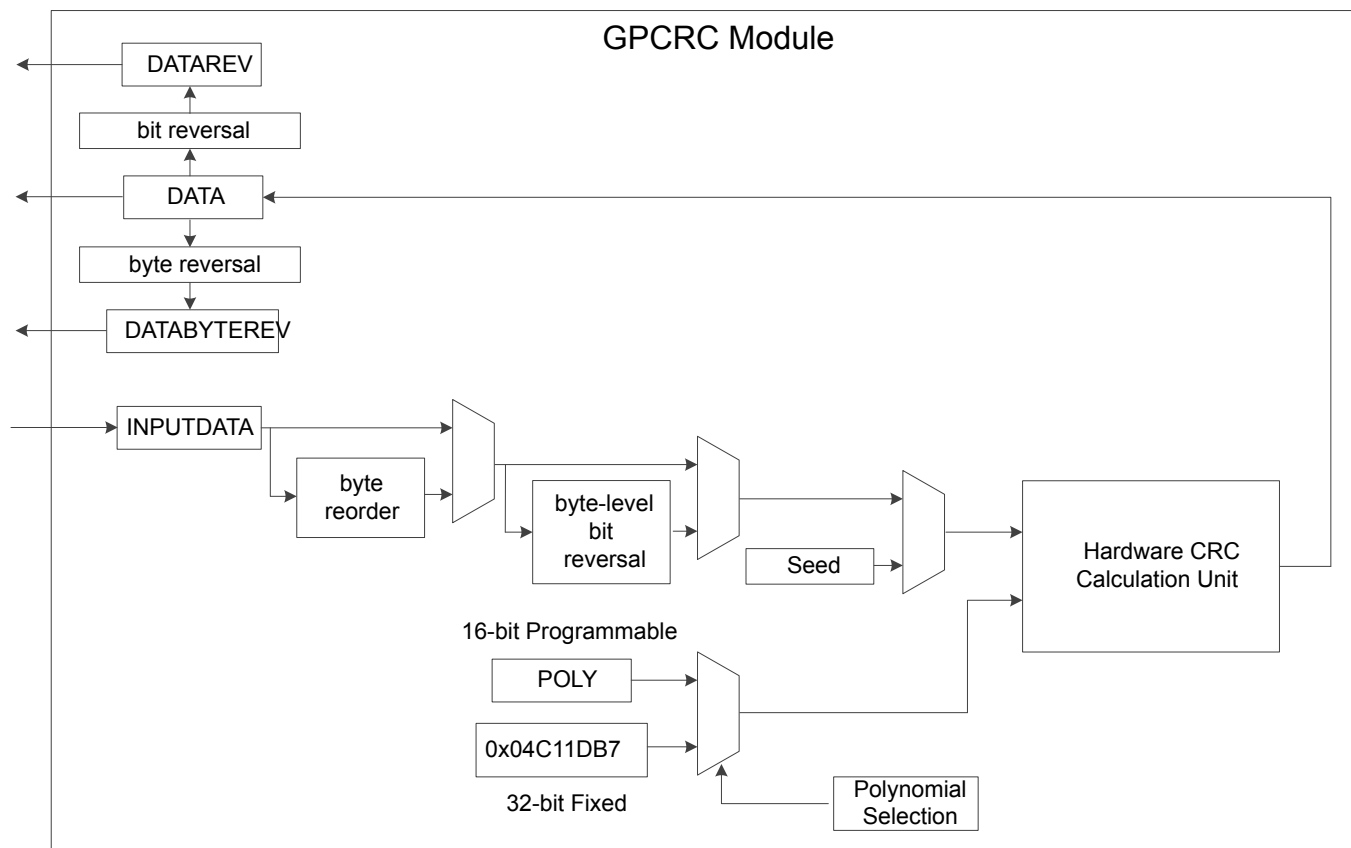 GPCRC Module
DATAREV
bit reversal
DATA
byte reversal
DATABYTEREV
INPUTDATA
byte
reorder
byte-level
bit
reversal
Seed
Hardware CRC
Calculation Unit
16-bit Programmable
POLY
0x04C11DB7
32-bit Fixed
Polynomial
Selection